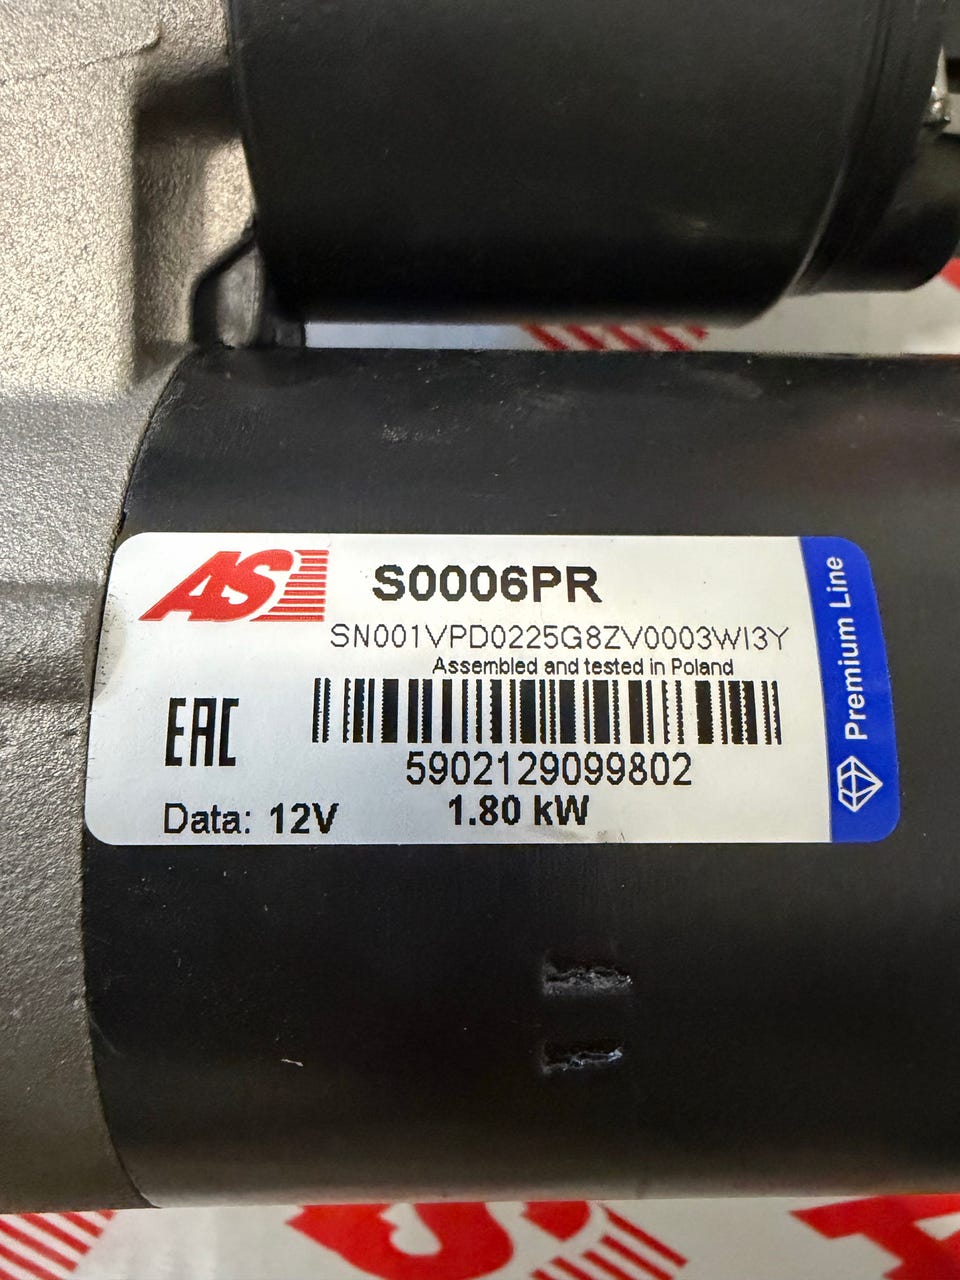 AS
S0006PR
SN001VPD0225G8ZV0003WI3Y
Assembled and tested in Poland
5902129099802
EAC
Data: 12V 1.80 kW
Premium Line